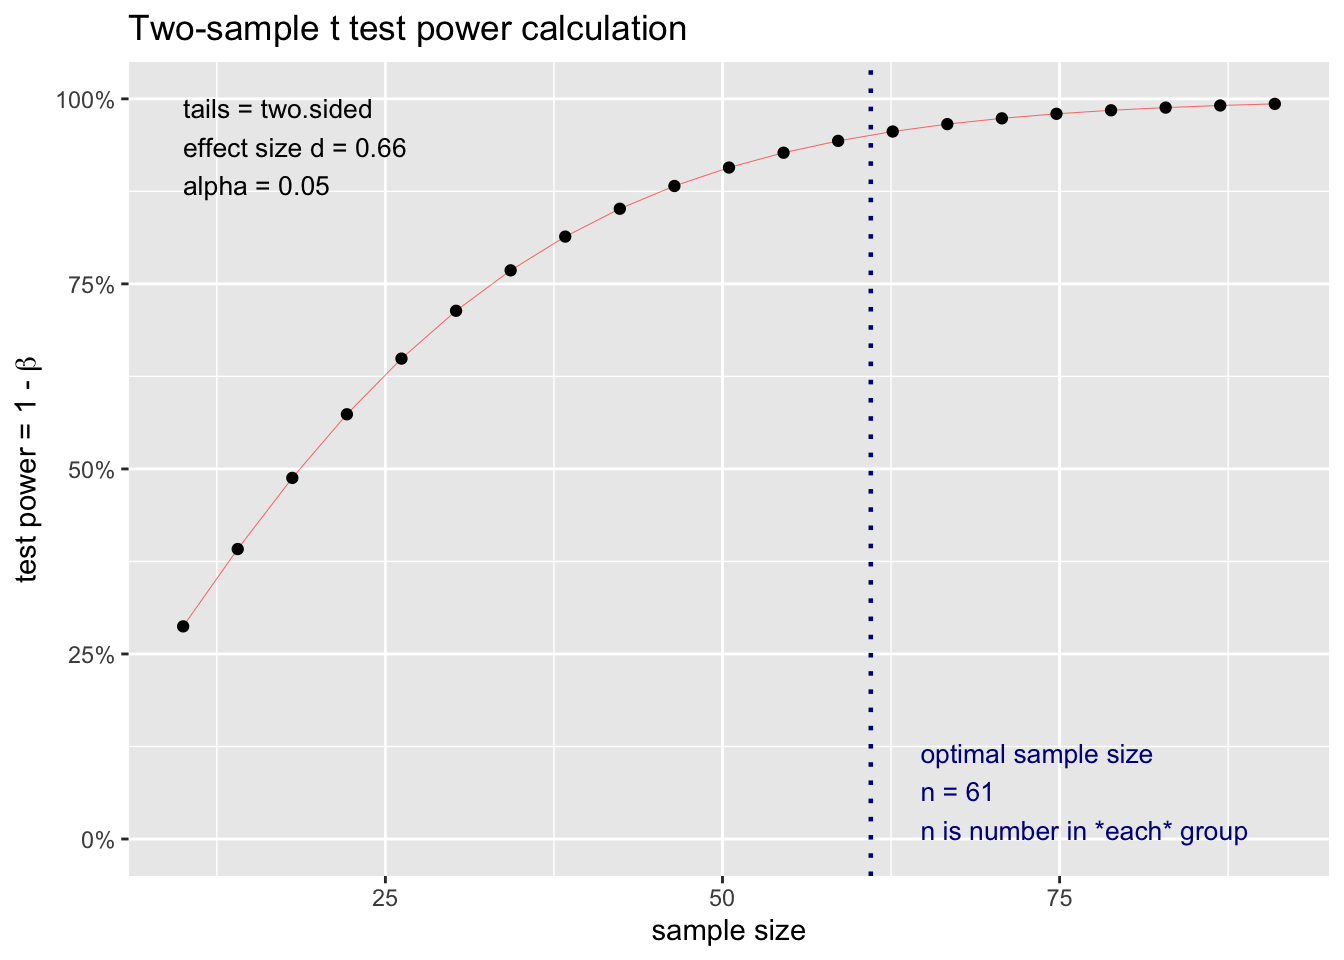 Two-sample t test power calculation
100%
75%
50%
25%
0%
test power = 1 - β
tails = two.sided
effect size d = 0.66
alpha = 0.05
optimal sample size
n = 61
n is number in *each* group
25 50 75
sample size